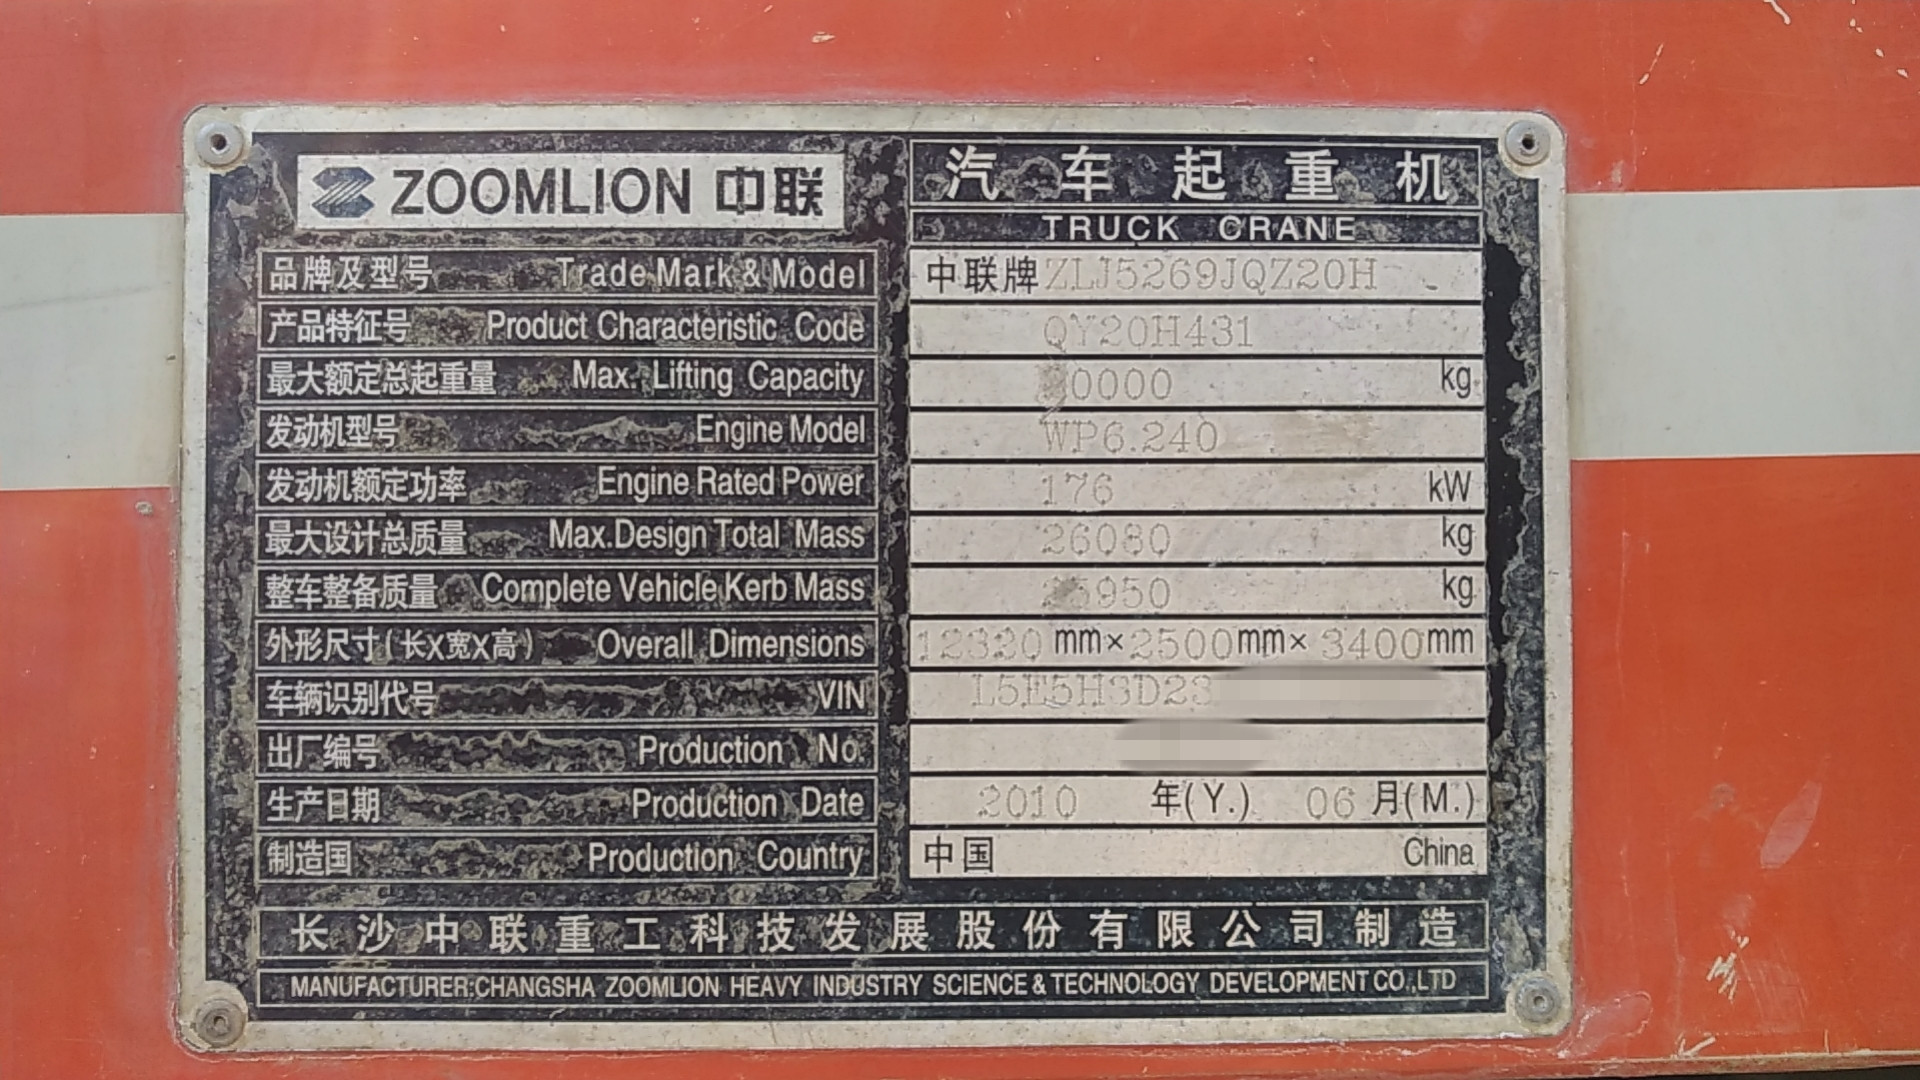 ZOOMLION 中联
汽车起重机
TRUCK CRANE
品牌及型号 Trade Mark & Model 中联牌 ZLJ5269JQZ20H
产品特征号 Product Characteristic Code QY20H431
最大额定总起重量 Max. Lifting Capacity 0000 kg
发动机型号 Engine Model WP6.240
发动机额定功率 Engine Rated Power 176 kW
最大设计总质量 Max.Design Total Mass 26080 kg
整车整备质量 Complete Vehicle Kerb Mass 950 kg
外形尺寸(长X宽X高) Overall Dimensions 12320 mm×2500mm×3400mm
车辆识别代号 VIN L5E5H3D23
出厂编号 Production No.
生产日期 Production Date 2010 年(Y.) 06 月(M.)
制造国 Production Country 中国 China
长沙中联重工科技发展股份有限公司制造
MANUFACTURER:CHANGSHA ZOOMLION HEAVY INDUSTRY SCIENCE & TECHNOLOGY DEVELOPMENT CO.,LTD